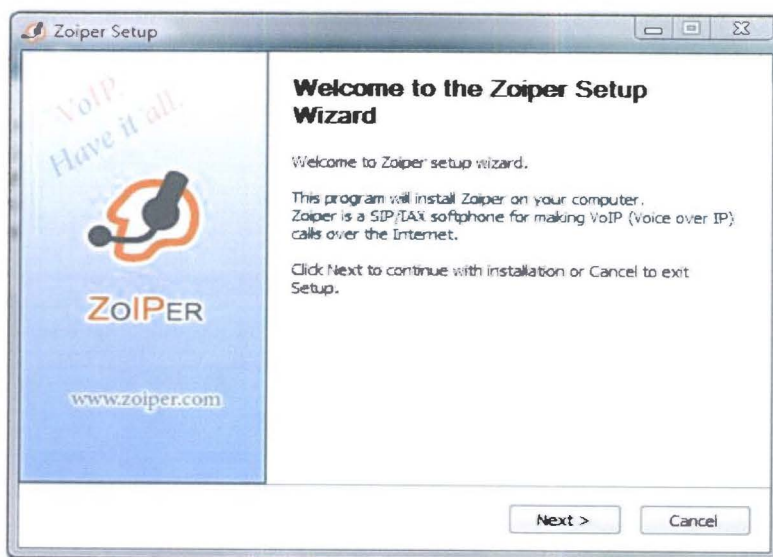 Zoiper Setup
VoIP.
Have it all.
ZoIPER
www.zoiper.com
Welcome to the Zoiper Setup
Wizard
Welcome to Zoiper setup wizard.
This program will install Zoiper on your computer.
Zoiper is a SIP/IAX softphone for making VoIP (Voice over IP)
calls over the Internet.
Click Next to continue with installation or Cancel to exit
Setup.
Next >
Cancel